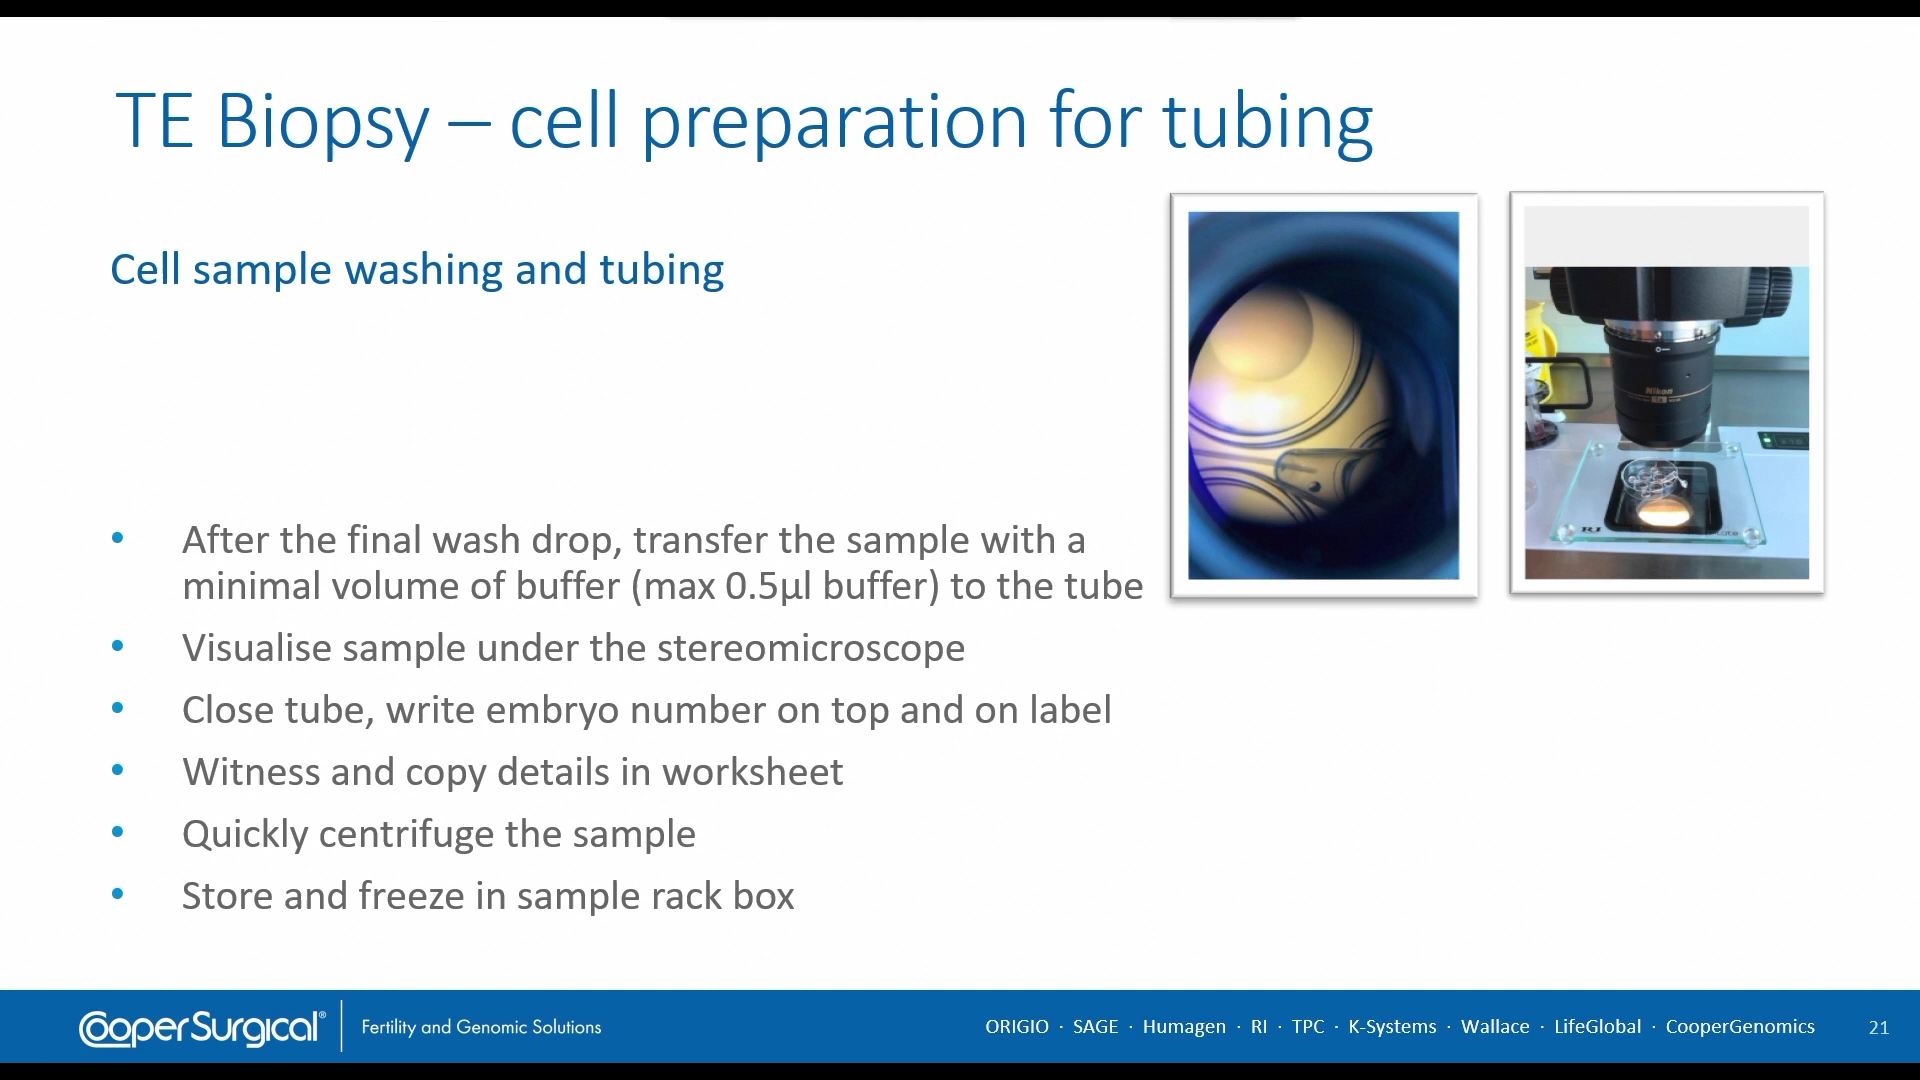 TE Biopsy – cell preparation for tubing
Cell sample washing and tubing
• After the final wash drop, transfer the sample with a
minimal volume of buffer (max 0.5µl buffer) to the tube
• Visualise sample under the stereomicroscope
• Close tube, write embryo number on top and on label
• Witness and copy details in worksheet
• Quickly centrifuge the sample
• Store and freeze in sample rack box
Nikon
RI
CooperSurgical® Fertility and Genomic Solutions
ORIGIO · SAGE · Humagen · RI · TPC · K-Systems · Wallace · LifeGlobal · CooperGenomics 21